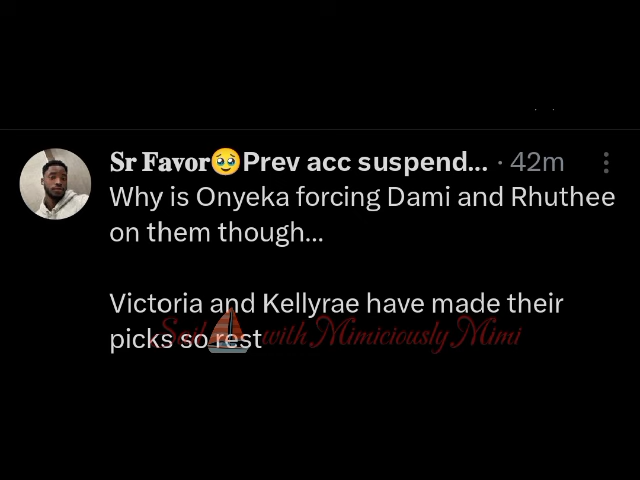 𝐒𝐫 𝐅𝐚𝐯𝐨𝐫🥹Prev acc suspend... · 42m
Why is Onyeka forcing Dami and Rhuthee
on them though...
Victoria and Kellyrae have made their
picks so rest
Sail ⛵ with Mimiciously Mimi